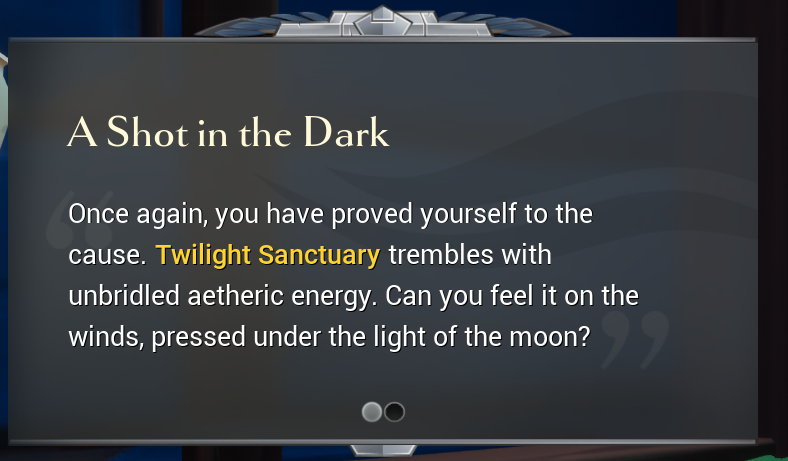 A Shot in the Dark
Once again, you have proved yourself to the
cause. Twilight Sanctuary trembles with
unbridled aetheric energy. Can you feel it on the
winds, pressed under the light of the moon?